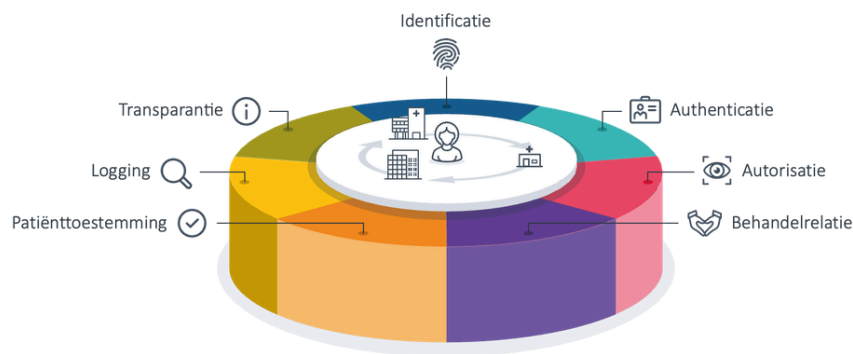 Identificatie
Transparantie
Authenticatie
Logging
Autorisatie
Patiënttoestemming
Behandelrelatie